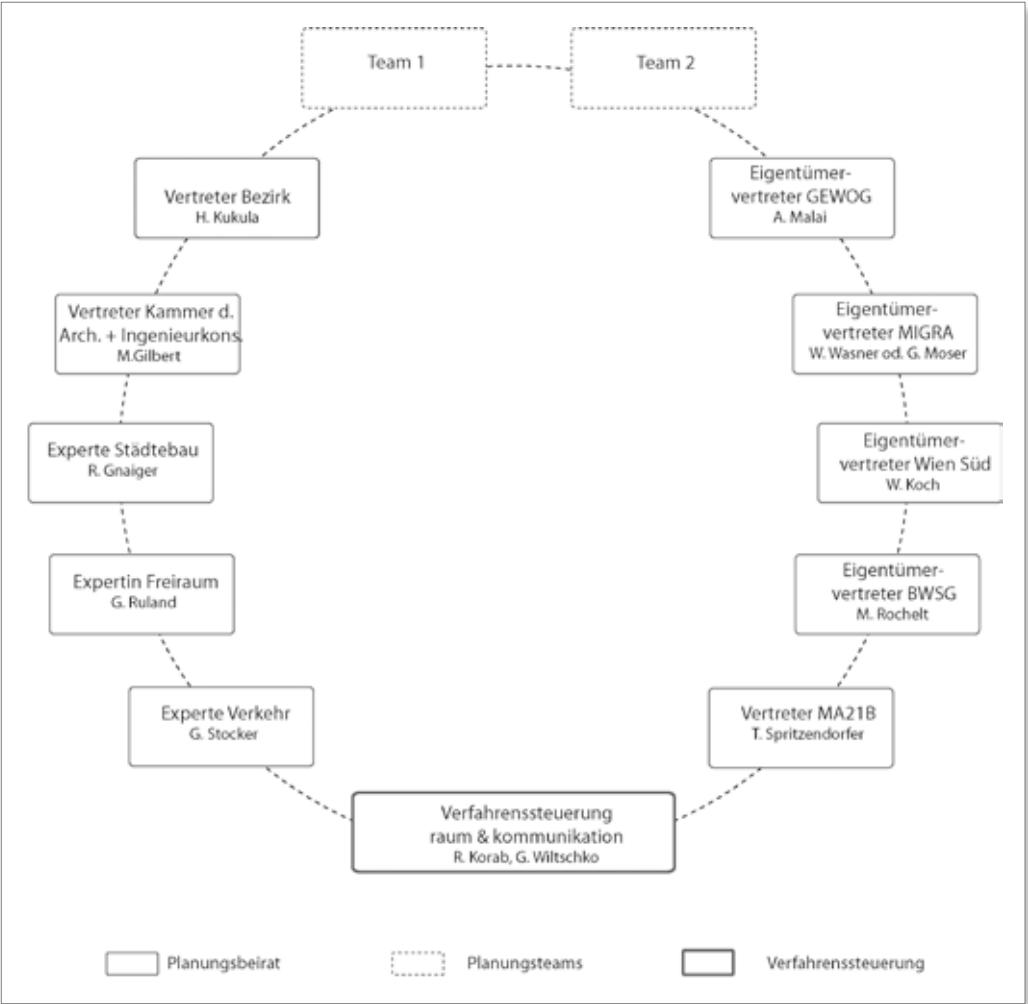 Team 1
Team 2
Vertreter Bezirk
H. Kukula
Eigentümer-
vertreter GEWOG
A. Malai
Vertreter Kammer d.
Arch. + Ingenieurkons.
M.Gilbert
Eigentümer-
vertreter MIGRA
W. Wasner od. G. Moser
Experte Städtebau
R. Gnaiger
Eigentümer-
vertreter Wien Süd
W. Koch
Expertin Freiraum
G. Ruland
Eigentümer-
vertreter BWSG
M. Rochelt
Experte Verkehr
G. Stocker
Vertreter MA21B
T. Spritzendorfer
Verfahrenssteuerung
raum & kommunikation
R. Korab, G. Wiltschko
Planungsbeirat
Planungsteams
Verfahrenssteuerung